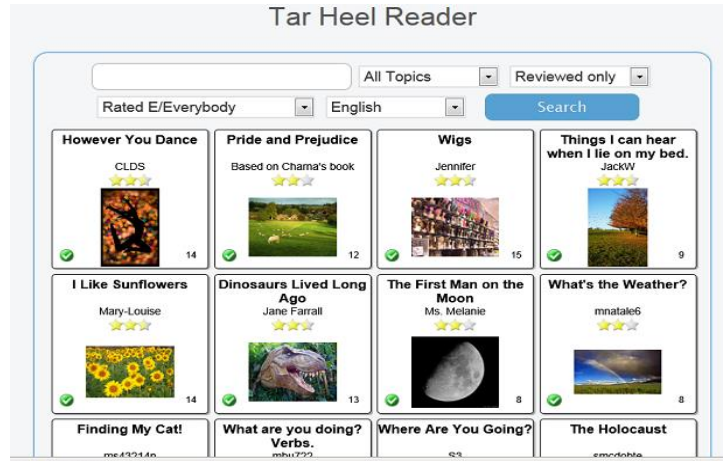 Tar Heel Reader
All Topics Reviewed only
Rated E/Everybody English Search
However You Dance
CLDS
14
Pride and Prejudice
Based on Charna's book
12
Wigs
Jennifer
15
Things I can hear
when I lie on my bed.
JackW
9
I Like Sunflowers
Mary-Louise
14
Dinosaurs Lived Long
Ago
Jane Farrall
13
The First Man on the
Moon
Ms. Melanie
8
What's the Weather?
mnatale6
8
Finding My Cat!
What are you doing?
Verbs.
Where Are You Going?
The Holocaust